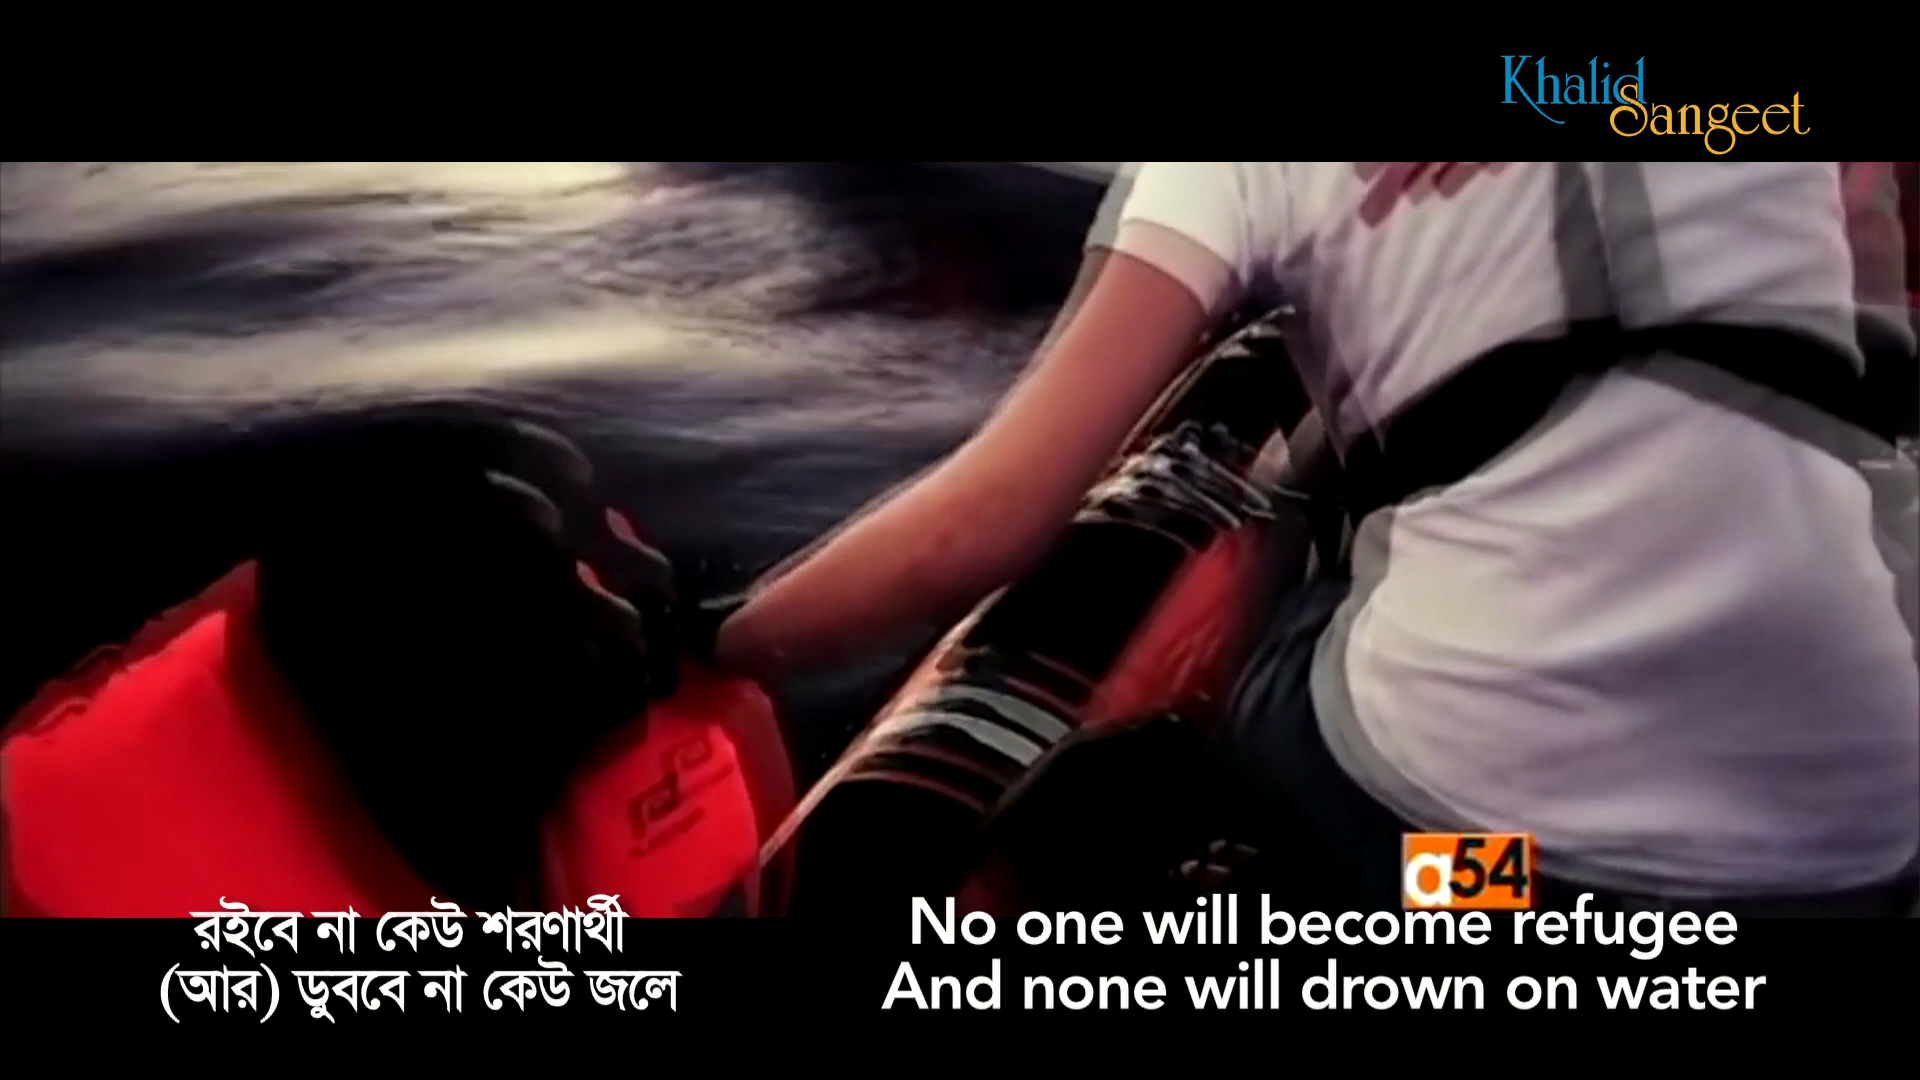 Khalid
Sangeet
a54
রইবে না কেউ শরণার্থী
(আর) ডুববে না কেউ জলে
No one will become refugee
And none will drown on water